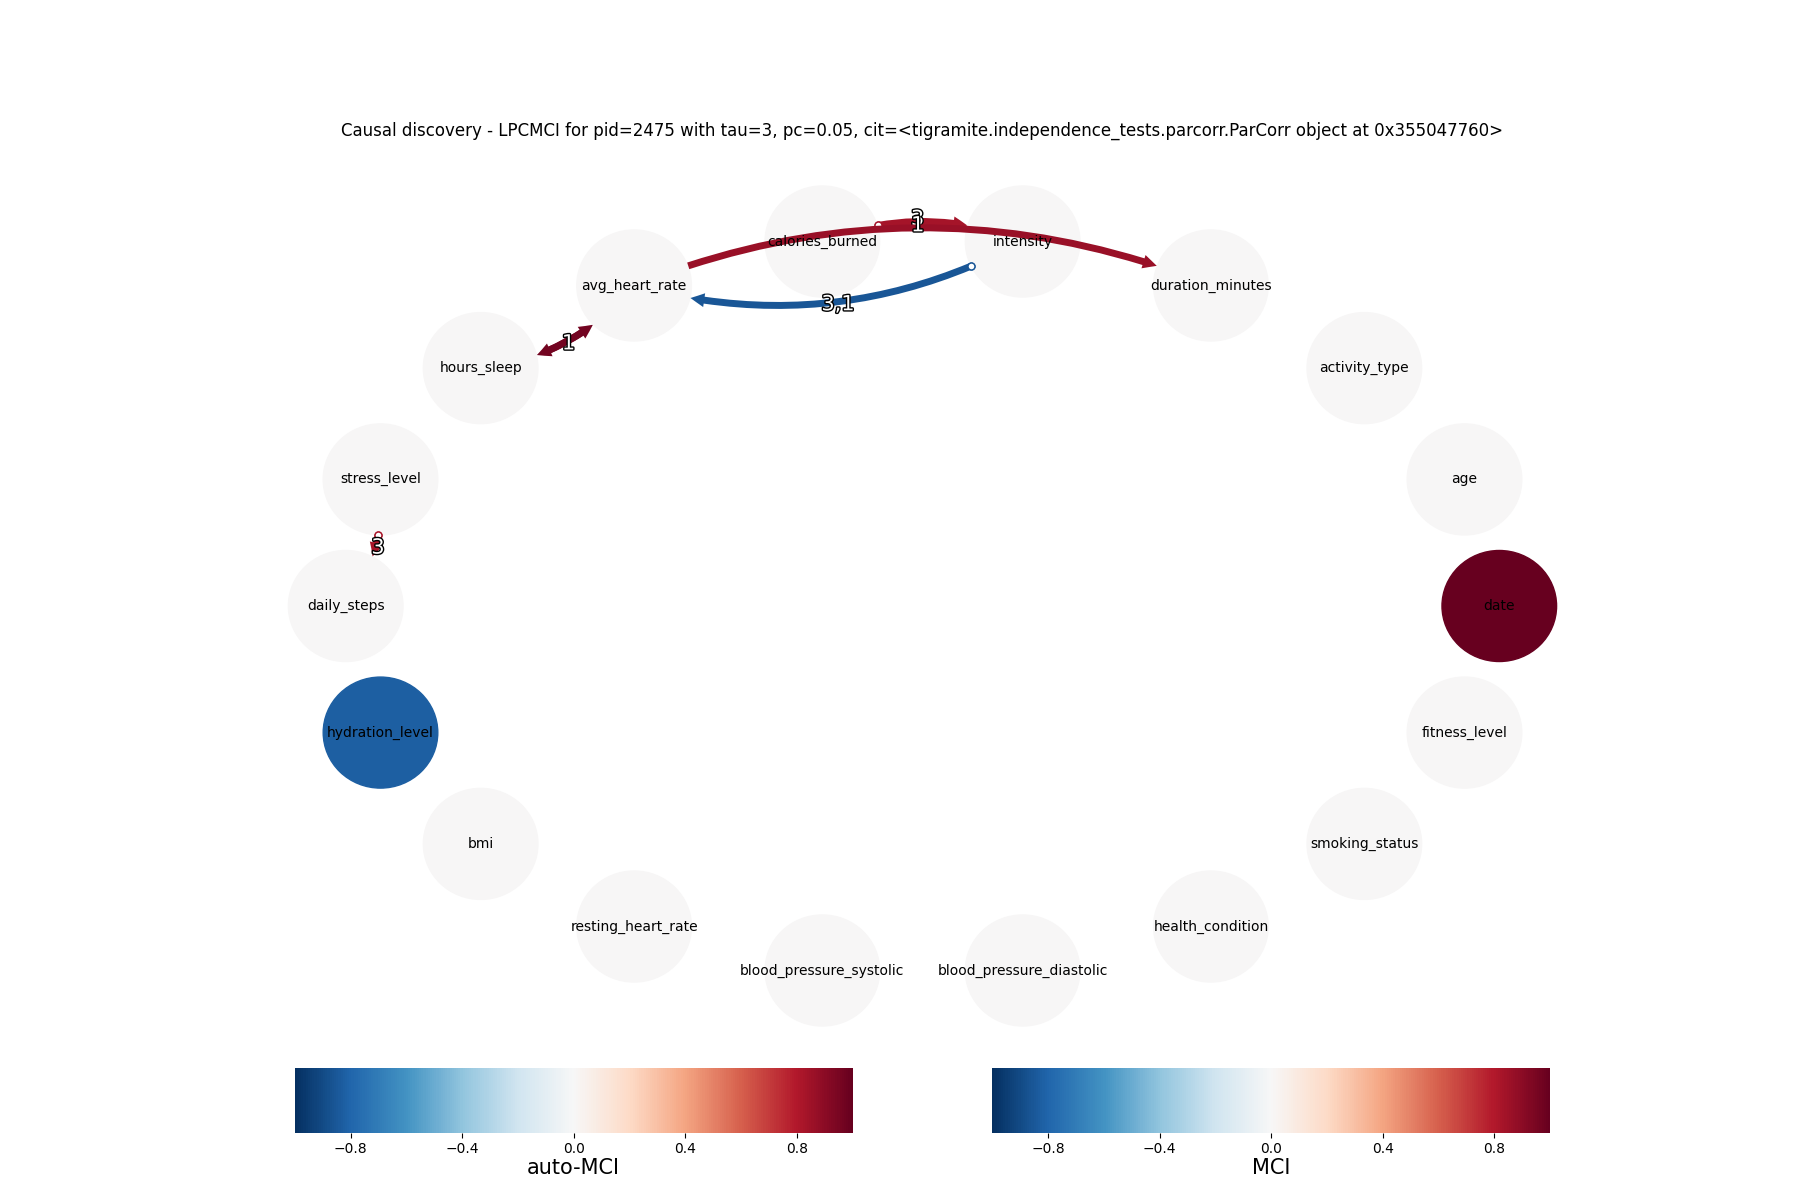 Causal discovery - LPCMCI for pid=2475 with tau=3, pc=0.05, cit=<tigramite.independence_tests.parcorr.ParCorr object at 0x355047760>
calories_burned
intensity
1
avg_heart_rate
duration_minutes
3,1
1
hours_sleep
activity_type
stress_level
age
3
daily_steps
date
hydration_level
fitness_level
bmi
smoking_status
resting_heart_rate
health_condition
blood_pressure_systolic
blood_pressure_diastolic
−0.8 −0.4 0.0 0.4 0.8
auto-MCI
−0.8 −0.4 0.0 0.4 0.8
MCI